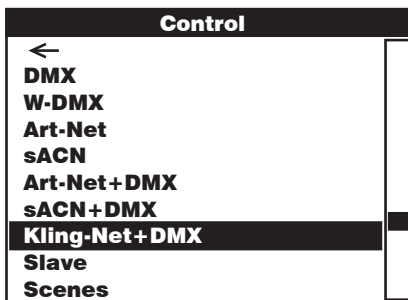 Control
←
DMX
W-DMX
Art-Net
sACN
Art-Net+DMX
sACN+DMX
Kling-Net+DMX
Slave
Scenes